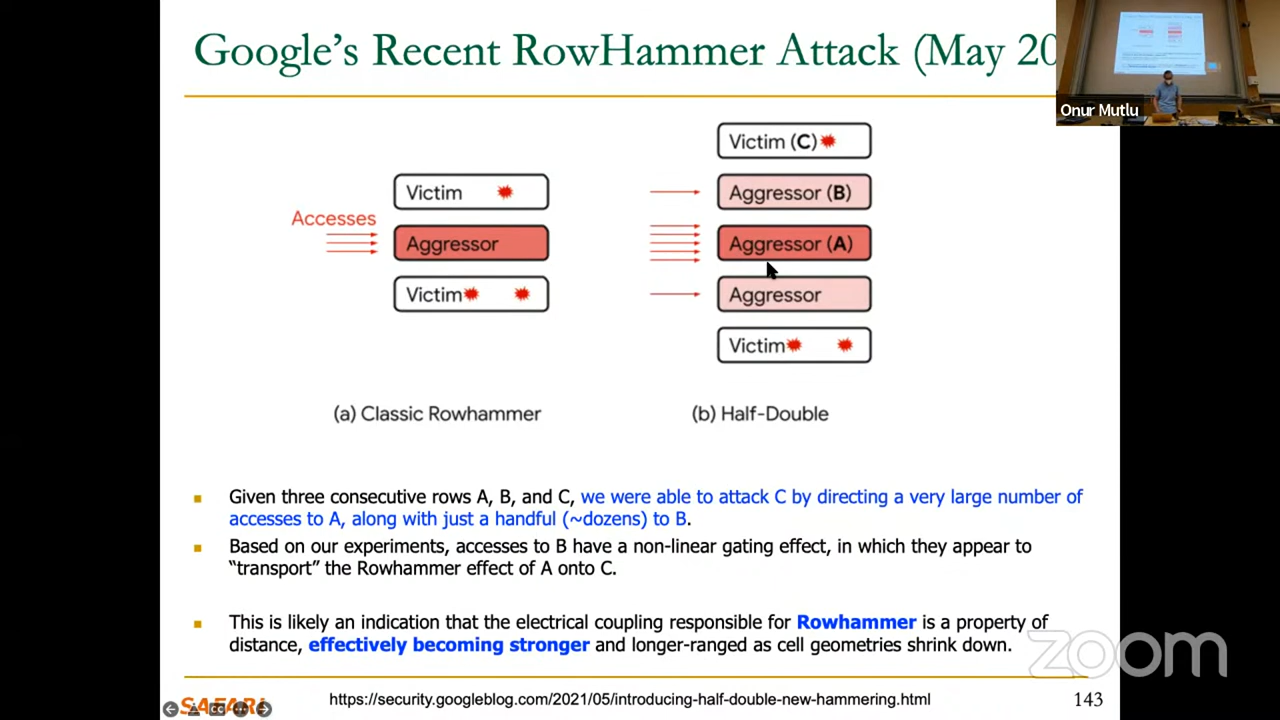 Google's Recent RowHammer Attack (May 20
Onur Mutlu
Accesses
Victim
Aggressor
Victim
(a) Classic Rowhammer
Victim (C)
Aggressor (B)
Aggressor (A)
Aggressor
Victim
(b) Half-Double
Given three consecutive rows A, B, and C, we were able to attack C by directing a very large number of
accesses to A, along with just a handful (~dozens) to B.
Based on our experiments, accesses to B have a non-linear gating effect, in which they appear to
“transport” the Rowhammer effect of A onto C.
This is likely an indication that the electrical coupling responsible for Rowhammer is a property of
distance, effectively becoming stronger and longer-ranged as cell geometries shrink down.
zoom
SAFARI
https://security.googleblog.com/2021/05/introducing-half-double-new-hammering.html
143